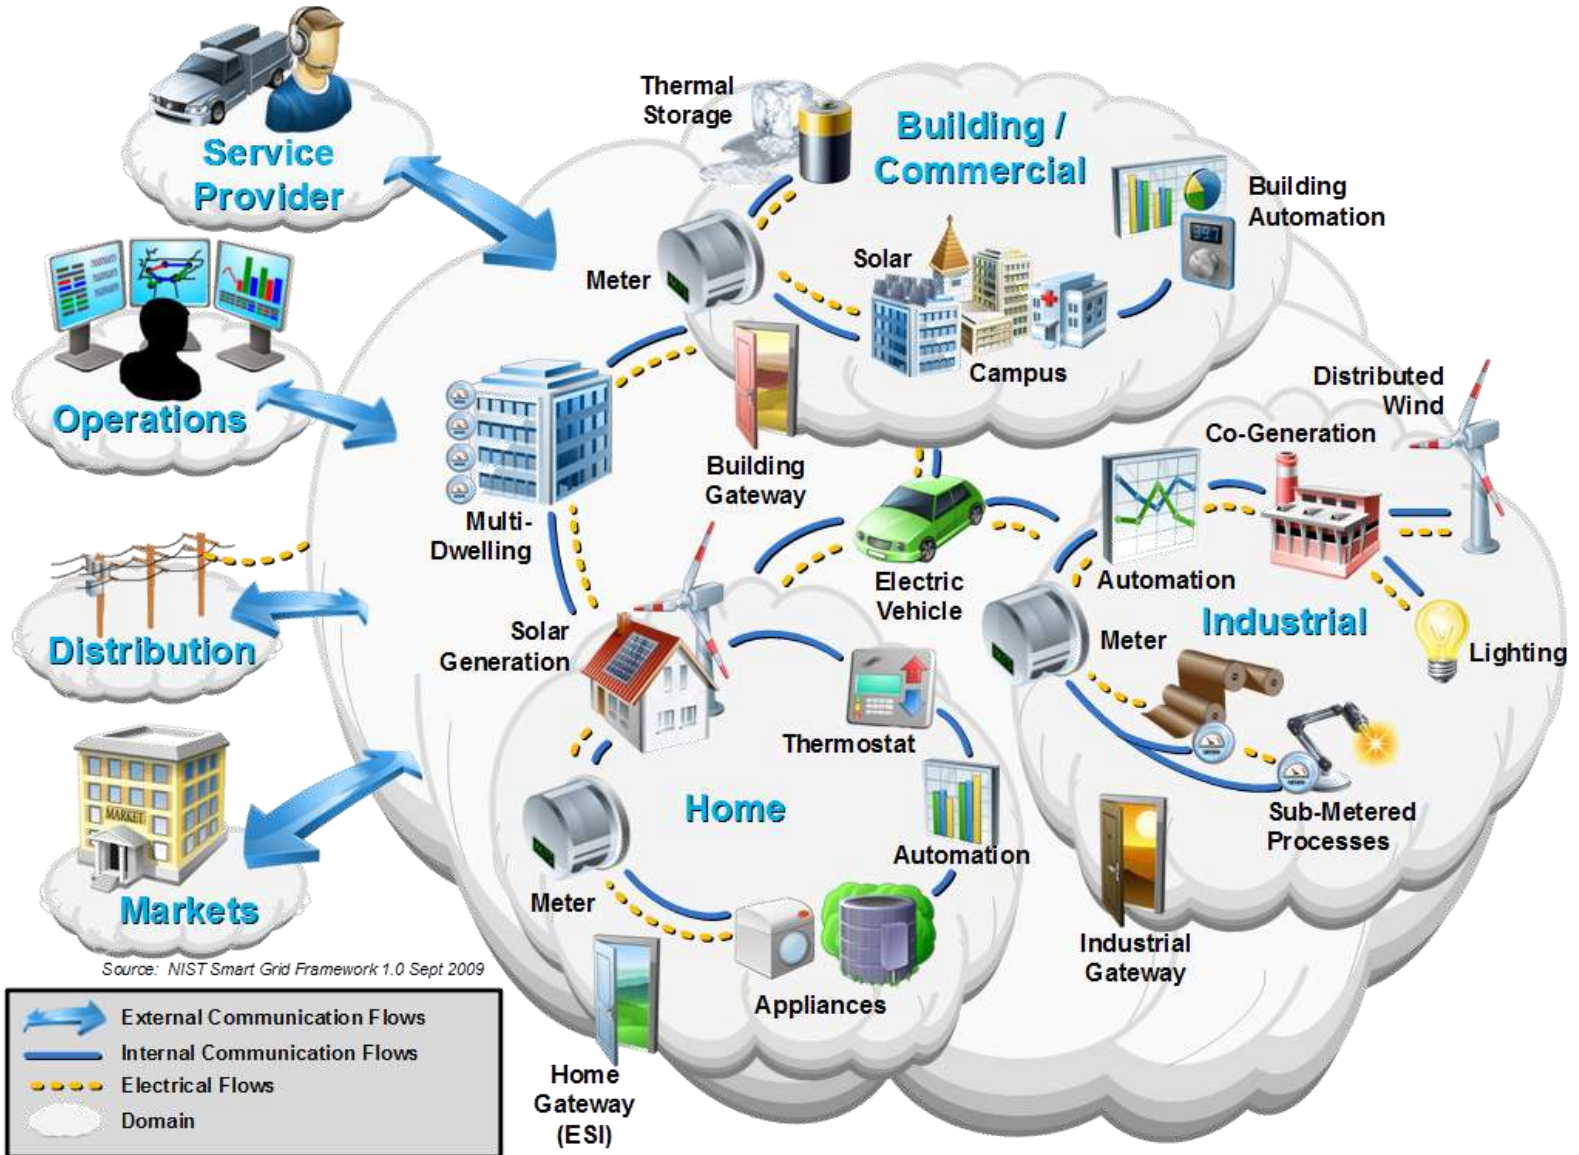 Service
Provider
Operations
Distribution
MARKET
Markets
Source:  NIST Smart Grid Framework 1.0 Sept 2009
External Communication Flows
Internal Communication Flows
Electrical Flows
Domain
Thermal
Storage
Building /
Commercial
Building
Automation
Meter
Solar
Campus
Multi-
Dwelling
Building
Gateway
Electric
Vehicle
Distributed
Wind
Co-Generation
Automation
Industrial
Meter
Lighting
Sub-Metered
Processes
Industrial
Gateway
Solar
Generation
Thermostat
Home
Automation
Meter
Appliances
Home
Gateway
(ESI)